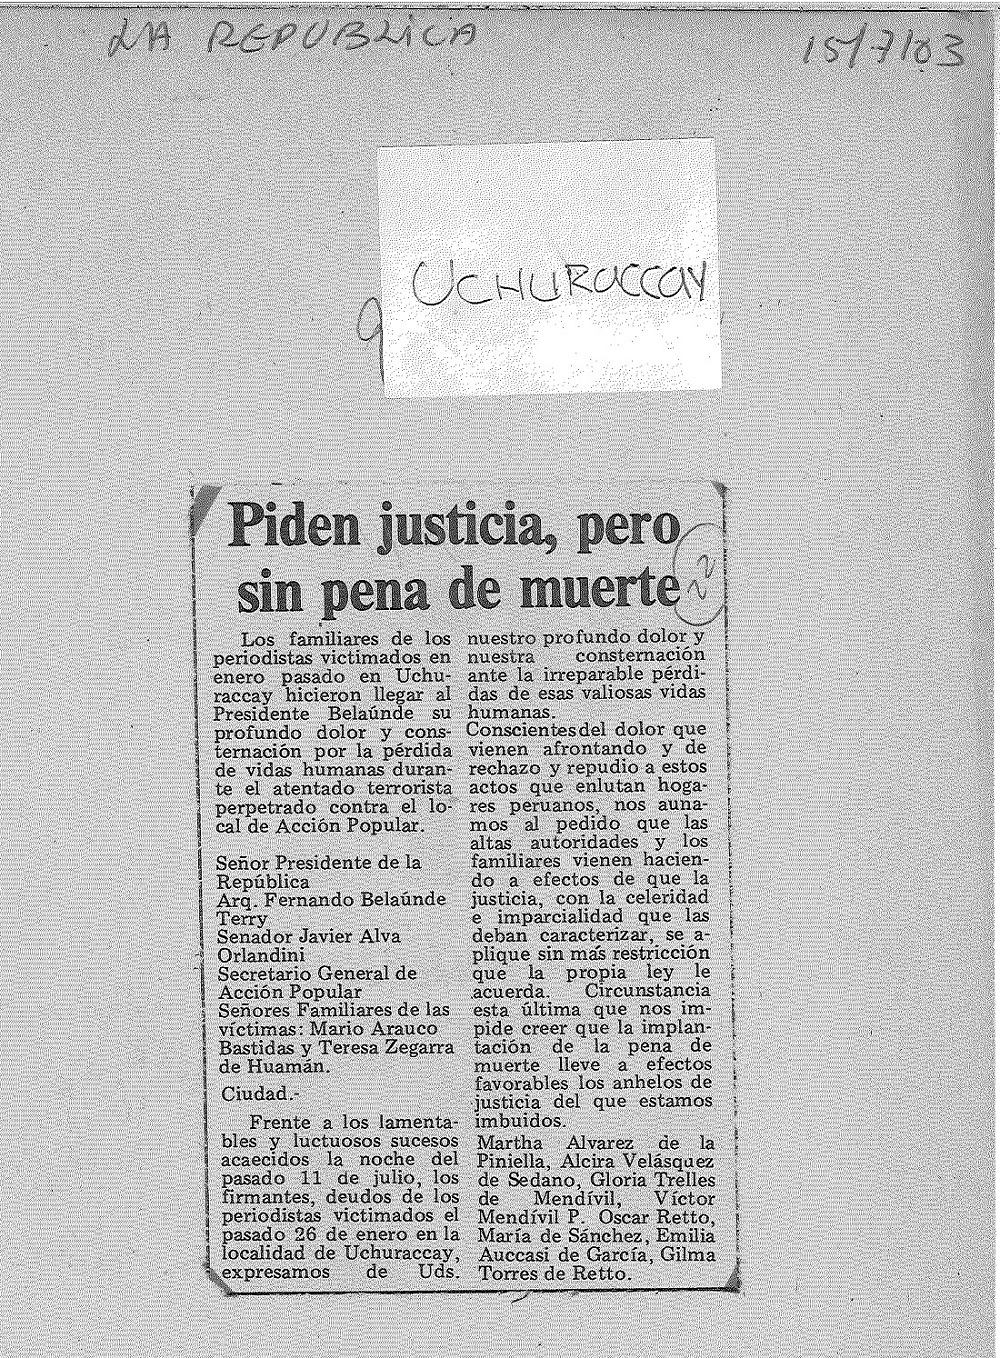 LA REPUBLICA
15/7/83
UCHURACCAY
Piden justicia, pero
sin pena de muerte
22
Los familiares de los
periodistas victimados en
enero pasado en Uchu-
raccay hicieron llegar al
Presidente Belaúnde su
profundo dolor y cons-
ternación por la pérdida
de vidas humanas duran-
te el atentado terrorista
perpetrado contra el lo-
cal de Acción Popular.
Señor Presidente de la
República
Arq. Fernando Belaúnde
Terry
Senador Javier Alva
Orlandini
Secretario General de
Acción Popular
Señores Familiares de las
víctimas: Mario Arauco
Bastidas y Teresa Zegarra
de Huamán.
Ciudad.-
Frente a los lamenta-
bles y luctuosos sucesos
acaecidos la noche del
pasado 11 de julio, los
firmantes, deudos de los
periodistas victimados el
pasado 26 de enero en la
localidad de Uchuraccay,
expresamos de Uds.
nuestro profundo dolor y
nuestra consternación
ante la irreparable pérdi-
das de esas valiosas vidas
humanas.
Conscientes del dolor que
vienen afrontando y de
rechazo y repudio a estos
actos que enlutan hoga-
res peruanos, nos auna-
mos al pedido que las
altas autoridades y los
familiares vienen hacien-
do a efectos de que la
justicia, con la celeridad
e imparcialidad que las
deban caracterizar, se a-
plique sin más restricción
que la propia ley le
acuerda. Circunstancia
esta última que nos im-
pide creer que la implan-
tación de la pena de
muerte lleve a efectos
favorables los anhelos de
justicia del que estamos
imbuidos.
Martha Alvarez de la
Piniella, Alcira Velásquez
de Sedano, Gloria Trelles
de Mendívil, Víctor
Mendívil P. Oscar Retto,
María de Sánchez, Emilia
Auccasi de García, Gilma
Torres de Retto.